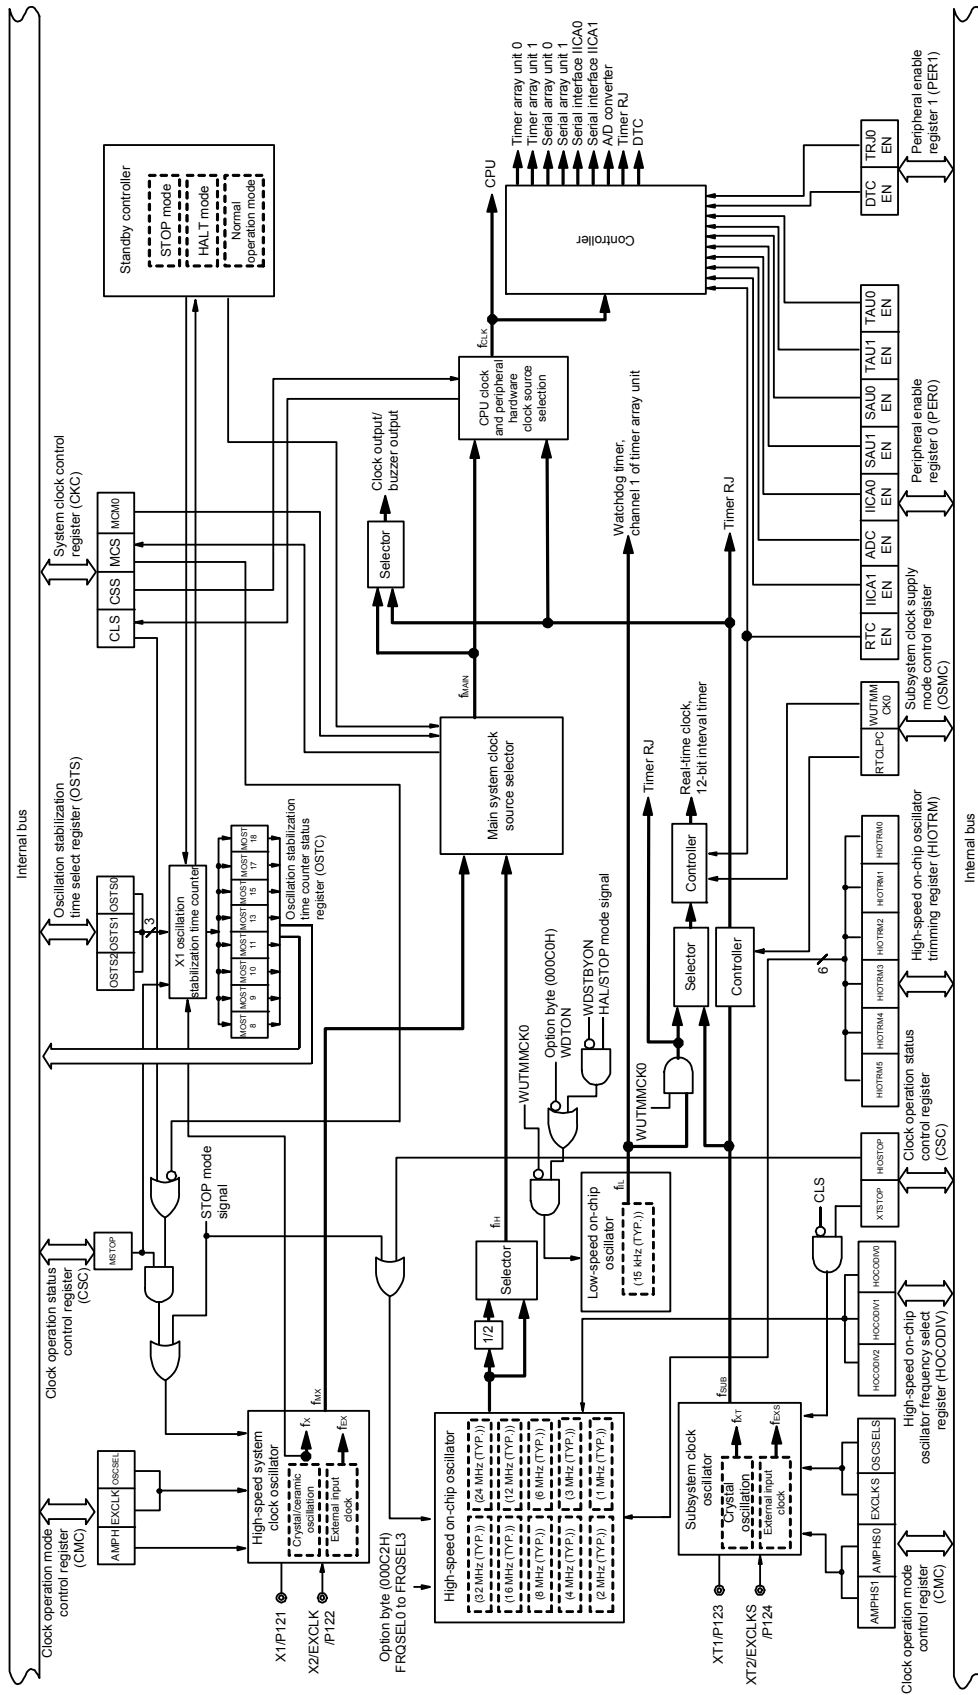 Internal bus
Clock operation mode
control register
(CMC)
AMPH
EXCLK
OSCSEL
Clock operation status
control register
(CSC)
MSTOP
Oscillation stabilization
time select register (OSTS)
OSTS2
OSTS1
OSTS0
3
System clock control
register (CKC)
CLS
CSS
MCS
MCM0
Standby controller
STOP mode
HALT mode
Normal
operation mode
X1 oscillation
stabilization time counter
MOST
8
MOST
9
MOST
10
MOST
11
MOST
13
MOST
15
MOST
17
MOST
18
Oscillation stabilization
time counter status
register (OSTC)
STOP mode
signal
High-speed system
clock oscillator
Crystal/ceramic
oscillation
External input
clock
fX
fEX
fMX
X1/P121
X2/EXCLK
/P122
Option byte (000C2H)
FRQSEL0 to FRQSEL3
High-speed on-chip oscillator
(32 MHz (TYP.))
(24 MHz (TYP.))
(16 MHz (TYP.))
(12 MHz (TYP.))
(8 MHz (TYP.))
(6 MHz (TYP.))
(4 MHz (TYP.))
(3 MHz (TYP.))
(2 MHz (TYP.))
(1 MHz (TYP.))
1/2
Selector
fIH
Main system clock
source selector
fMAIN
Selector
Clock output/
buzzer output
CPU clock
and peripheral
hardware
clock source
selection
fCLK
CPU
Controller
Timer array unit 0
Timer array unit 1
Serial array unit 0
Serial array unit 1
Serial interface IICA0
Serial interface IICA1
A/D converter
Timer RJ
DTC
WUTMMCK0
Option byte (000C0H)
WDTON
WDSTBYON
HAL/STOP mode signal
Low-speed on-chip
oscillator
(15 kHz (TYP.))
fIL
Watchdog timer,
channel 1 of timer array unit
WUTMMCK0
Timer RJ
Selector
Controller
Real-time clock,
12-bit interval timer
Controller
Timer RJ
Subsystem clock
oscillator
Crystal
oscillation
External input
clock
fXT
fEXS
fSUB
XT1/P123
XT2/EXCLKS
/P124
CLS
6
AMPHS1
AMPHS0
EXCLKS
OSCSELS
Clock operation mode
control register
(CMC)
HOCODIV2
HOCODIV1
HOCODIV0
High-speed on-chip
oscillator frequency select
register (HOCODIV)
XTSTOP
HIOSTOP
Clock operation status
control register
(CSC)
HIOTRM5
HIOTRM4
HIOTRM3
HIOTRM2
HIOTRM1
HIOTRM0
High-speed on-chip oscillator
trimming register (HIOTRM)
RTCLPC
WUTMM
CK0
Subsystem clock supply
mode control register
(OSMC)
RTC
EN
IICA1
EN
ADC
EN
IICA0
EN
SAU1
EN
SAU0
EN
TAU1
EN
TAU0
EN
Peripheral enable
register 0 (PER0)
DTC
EN
TRJ0
EN
Peripheral enable
register 1 (PER1)
Internal bus